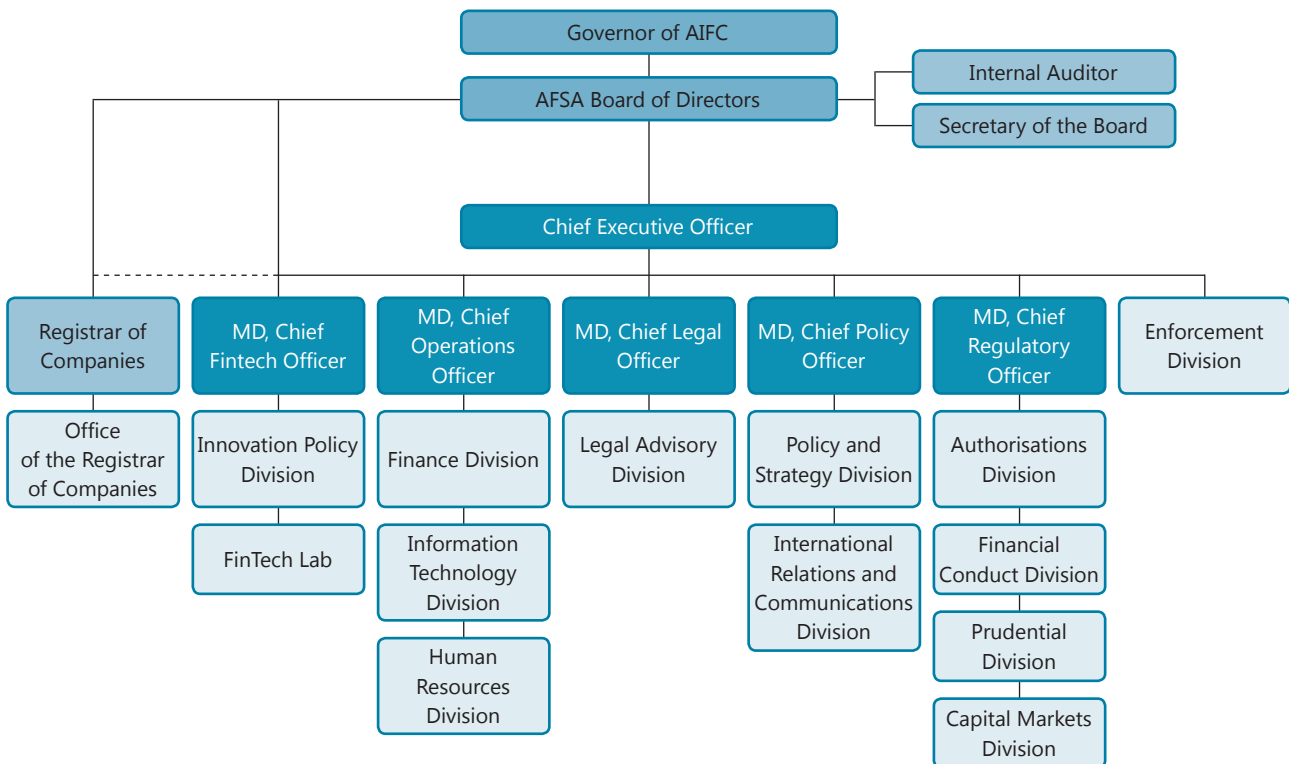 Governor of AIFC
AFSA Board of Directors
Internal Auditor
Secretary of the Board
Chief Executive Officer
Registrar of
Companies
MD, Chief
Fintech Officer
MD, Chief
Operations
Officer
MD, Chief Legal
Officer
MD, Chief Policy
Officer
MD, Chief
Regulatory
Officer
Enforcement
Division
Office
of the Registrar
of Companies
Innovation Policy
Division
Finance Division
Legal Advisory
Division
Policy and
Strategy Division
Authorisations
Division
FinTech Lab
Information
Technology
Division
International
Relations and
Communications
Division
Financial
Conduct Division
Human
Resources
Division
Prudential
Division
Capital Markets
Division